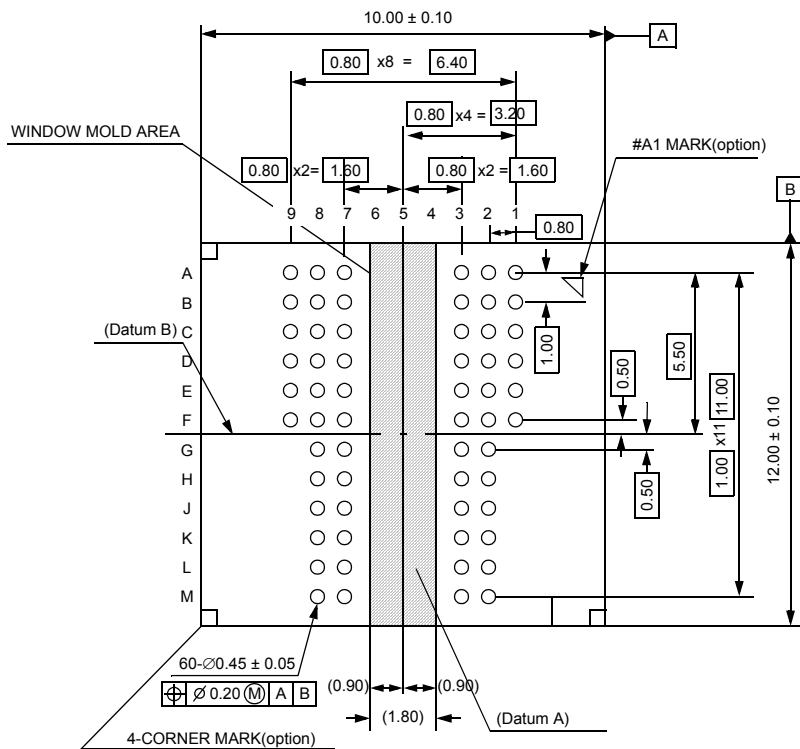 10.00 ± 0.10
A
0.80 x8 = 6.40
0.80 x4 = 3.20
WINDOW MOLD AREA
#A1 MARK(option)
0.80 x2= 1.60
0.80 x2 = 1.60
B
9 8 7 6 5 4 3 2 1
0.80
A
B
C
(Datum B)
D
E
F
G
H
J
K
L
M
1.00
0.50
5.50
0.50
1.00 x11 11.00
12.00 ± 0.10
60-∅0.45 ± 0.05
⌖ ∅ 0.20 Ⓜ A B
(0.90)
(0.90)
(1.80)
(Datum A)
4-CORNER MARK(option)